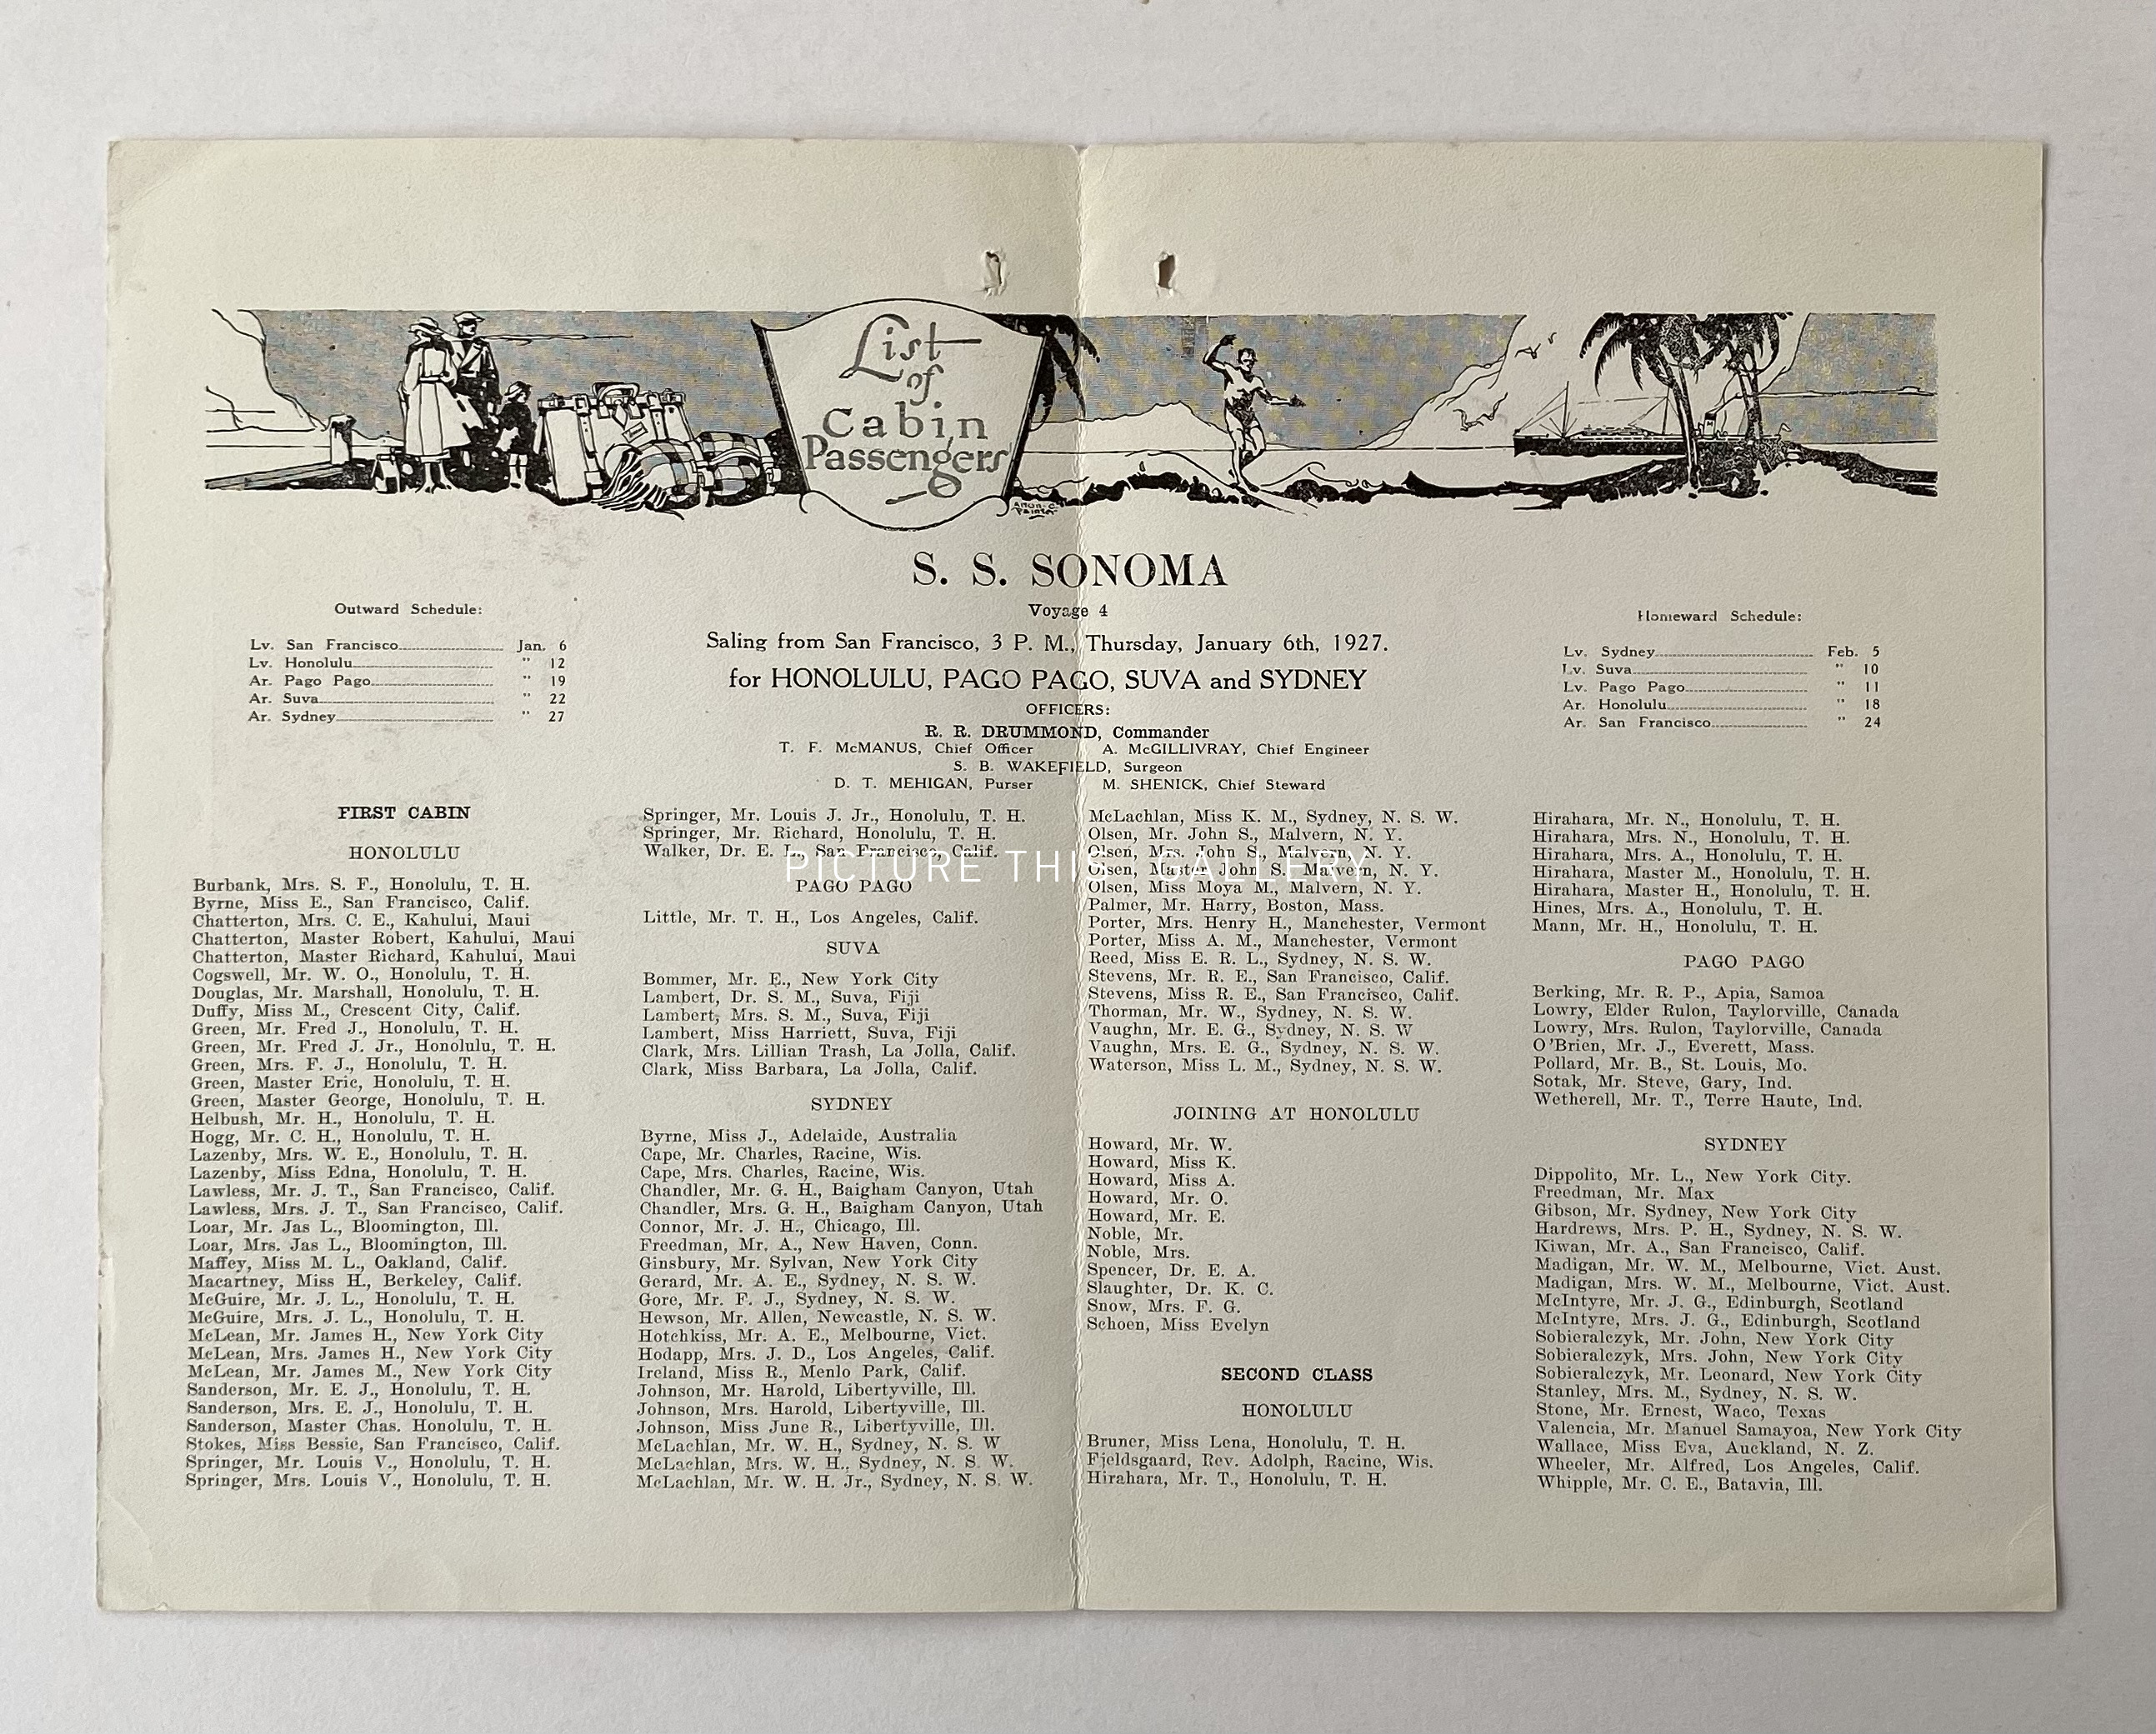 List
of
Cabin
Passengers
S. S. SONOMA
Voyage 4
Saling from San Francisco, 3 P. M., Thursday, January 6th, 1927.
for HONOLULU, PAGO PAGO, SUVA and SYDNEY
OFFICERS:
R. R. DRUMMOND, Commander
T. F. McMANUS, Chief Officer A. McGILLIVRAY, Chief Engineer
S. B. WAKEFIELD, Surgeon
D. T. MEHIGAN, Purser M. SHENICK, Chief Steward
Outward Schedule:
Lv. San Francisco Jan. 6
Lv. Honolulu " 12
Ar. Pago Pago " 19
Ar. Suva " 22
Ar. Sydney " 27
Homeward Schedule:
Lv. Sydney Feb. 5
Lv. Suva " 10
Lv. Pago Pago " 11
Ar. Honolulu " 18
Ar. San Francisco " 24
FIRST CABIN
HONOLULU
Burbank, Mrs. S. F., Honolulu, T. H.
Byrne, Miss E., San Francisco, Calif.
Chatterton, Mrs. C. E., Kahului, Maui
Chatterton, Master Robert, Kahului, Maui
Chatterton, Master Richard, Kahului, Maui
Cogswell, Mr. W. O., Honolulu, T. H.
Douglas, Mr. Marshall, Honolulu, T. H.
Duffy, Miss M., Crescent City, Calif.
Green, Mr. Fred J., Honolulu, T. H.
Green, Mr. Fred J. Jr., Honolulu, T. H.
Green, Mrs. F. J., Honolulu, T. H.
Green, Master Eric, Honolulu, T. H.
Green, Master George, Honolulu, T. H.
Helbush, Mr. H., Honolulu, T. H.
Hogg, Mr. C. H., Honolulu, T. H.
Lazenby, Mrs. W. E., Honolulu, T. H.
Lazenby, Miss Edna, Honolulu, T. H.
Lawless, Mr. J. T., San Francisco, Calif.
Lawless, Mrs. J. T., San Francisco, Calif.
Loar, Mr. Jas L., Bloomington, Ill.
Loar, Mrs. Jas L., Bloomington, Ill.
Maffey, Miss M. L., Oakland, Calif.
Macartney, Miss H., Berkeley, Calif.
McGuire, Mr. J. L., Honolulu, T. H.
McGuire, Mrs. J. L., Honolulu, T. H.
McLean, Mr. James H., New York City
McLean, Mrs. James H., New York City
McLean, Mr. James M., New York City
Sanderson, Mr. E. J., Honolulu, T. H.
Sanderson, Mrs. E. J., Honolulu, T. H.
Sanderson, Master Chas. Honolulu, T. H.
Stokes, Miss Bessie, San Francisco, Calif.
Springer, Mr. Louis V., Honolulu, T. H.
Springer, Mrs. Louis V., Honolulu, T. H.
Springer, Mr. Louis J. Jr., Honolulu, T. H.
Springer, Mr. Richard, Honolulu, T. H.
Walker, Dr. E. L., San Francisco, Calif.
PICTURE THIS GALLERY
PAGO PAGO
Little, Mr. T. H., Los Angeles, Calif.
SUVA
Bommer, Mr. E., New York City
Lambert, Dr. S. M., Suva, Fiji
Lambert, Mrs. S. M., Suva, Fiji
Lambert, Miss Harriett, Suva, Fiji
Clark, Mrs. Lillian Trash, La Jolla, Calif.
Clark, Miss Barbara, La Jolla, Calif.
SYDNEY
Byrne, Miss J., Adelaide, Australia
Cape, Mr. Charles, Racine, Wis.
Cape, Mrs. Charles, Racine, Wis.
Chandler, Mr. G. H., Baigham Canyon, Utah
Chandler, Mrs. G. H., Baigham Canyon, Utah
Connor, Mr. J. H., Chicago, Ill.
Freedman, Mr. A., New Haven, Conn.
Ginsbury, Mr. Sylvan, New York City
Gerard, Mr. A. E., Sydney, N. S. W.
Gore, Mr. F. J., Sydney, N. S. W.
Hewson, Mr. Allen, Newcastle, N. S. W.
Hotchkiss, Mr. A. E., Melbourne, Vict.
Hodapp, Mrs. J. D., Los Angeles, Calif.
Ireland, Miss R., Menlo Park, Calif.
Johnson, Mr. Harold, Libertyville, Ill.
Johnson, Mrs. Harold, Libertyville, Ill.
Johnson, Miss June R., Libertyville, Ill.
McLachlan, Mr. W. H., Sydney, N. S. W
McLachlan, Mrs. W. H., Sydney, N. S. W.
McLachlan, Mr. W. H. Jr., Sydney, N. S. W.
McLachlan, Miss K. M., Sydney, N. S. W.
Olsen, Mr. John S., Malvern, N. Y.
Olsen, Mrs. John S., Malvern, N. Y.
Olsen, Master John S., Malvern, N. Y.
Olsen, Miss Moya M., Malvern, N. Y.
Palmer, Mr. Harry, Boston, Mass.
Porter, Mrs. Henry H., Manchester, Vermont
Porter, Miss A. M., Manchester, Vermont
Reed, Miss E. R. L., Sydney, N. S. W.
Stevens, Mr. R. E., San Francisco, Calif.
Stevens, Miss R. E., San Francisco, Calif.
Thorman, Mr. W., Sydney, N. S. W.
Vaughn, Mr. E. G., Sydney, N. S. W
Vaughn, Mrs. E. G., Sydney, N. S. W.
Waterson, Miss L. M., Sydney, N. S. W.
JOINING AT HONOLULU
Howard, Mr. W.
Howard, Miss K.
Howard, Miss A.
Howard, Mr. O.
Howard, Mr. E.
Noble, Mr.
Noble, Mrs.
Spencer, Dr. E. A.
Slaughter, Dr. K. C.
Snow, Mrs. F. G.
Schoen, Miss Evelyn
SECOND CLASS
HONOLULU
Bruner, Miss Lena, Honolulu, T. H.
Fjeldsgaard, Rev. Adolph, Racine, Wis.
Hirahara, Mr. T., Honolulu, T. H.
Hirahara, Mr. N., Honolulu, T. H.
Hirahara, Mrs. N., Honolulu, T. H.
Hirahara, Mrs. A., Honolulu, T. H.
Hirahara, Master M., Honolulu, T. H.
Hirahara, Master H., Honolulu, T. H.
Hines, Mrs. A., Honolulu, T. H.
Mann, Mr. H., Honolulu, T. H.
PAGO PAGO
Berking, Mr. R. P., Apia, Samoa
Lowry, Elder Rulon, Taylorville, Canada
Lowry, Mrs. Rulon, Taylorville, Canada
O'Brien, Mr. J., Everett, Mass.
Pollard, Mr. B., St. Louis, Mo.
Sotak, Mr. Steve, Gary, Ind.
Wetherell, Mr. T., Terre Haute, Ind.
SYDNEY
Dippolito, Mr. L., New York City.
Freedman, Mr. Max
Gibson, Mr. Sydney, New York City
Hardrews, Mrs. P. H., Sydney, N. S. W.
Kiwan, Mr. A., San Francisco, Calif.
Madigan, Mr. W. M., Melbourne, Vict. Aust.
Madigan, Mrs. W. M., Melbourne, Vict. Aust.
McIntyre, Mr. J. G., Edinburgh, Scotland
McIntyre, Mrs. J. G., Edinburgh, Scotland
Sobieralczyk, Mr. John, New York City
Sobieralczyk, Mrs. John, New York City
Sobieralczyk, Mr. Leonard, New York City
Stanley, Mrs. M., Sydney, N. S. W.
Stone, Mr. Ernest, Waco, Texas
Valencia, Mr. Manuel Samayoa, New York City
Wallace, Miss Eva, Auckland, N. Z.
Wheeler, Mr. Alfred, Los Angeles, Calif.
Whipple, Mr. C. E., Batavia, Ill.